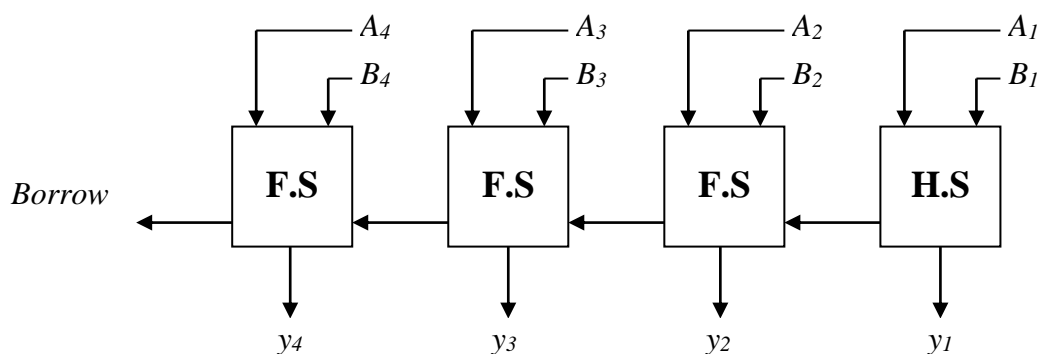 A4 A3 A2 A1
B4 B3 B2 B1
F.S F.S F.S H.S
Borrow
y4 y3 y2 y1